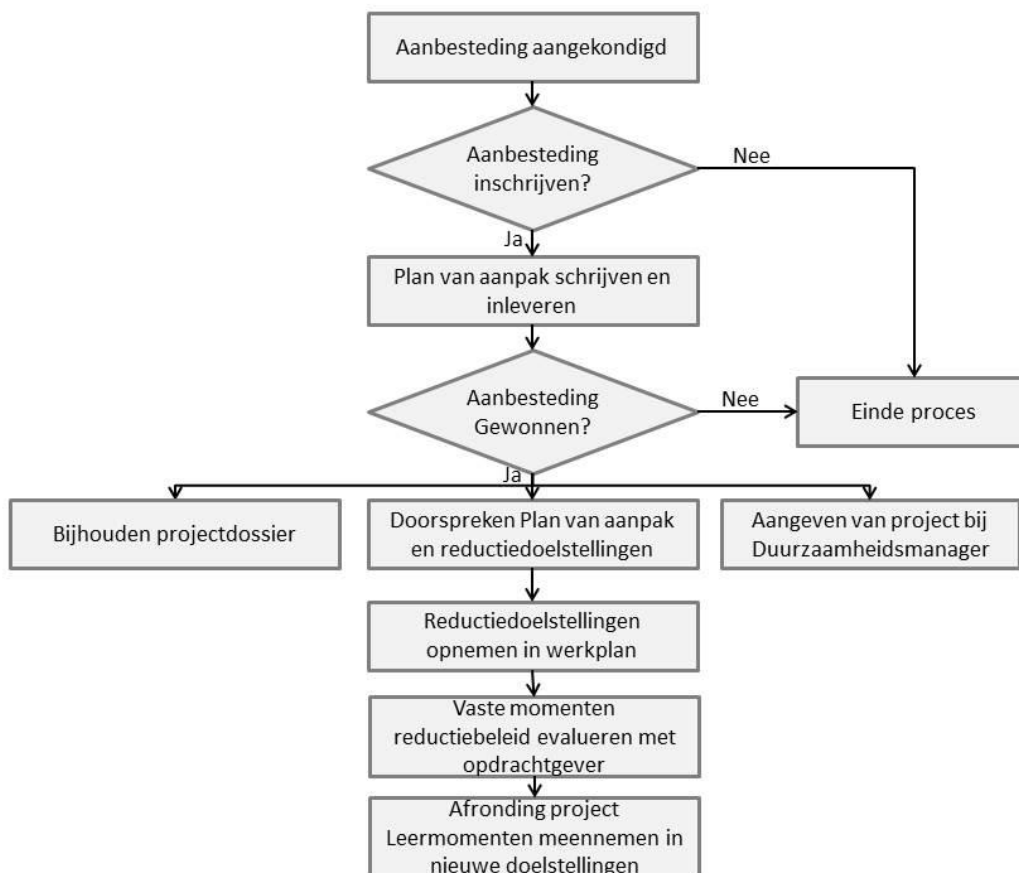 Aanbesteding aangekondigd
Aanbesteding
inschrijven?
Nee
Ja
Plan van aanpak schrijven en
inleveren
Aanbesteding
Gewonnen?
Nee
Einde proces
Ja
Bijhouden projectdossier
Doorspreken Plan van aanpak
en reductiedoelstellingen
Aangeven van project bij
Duurzaamheidsmanager
Reductiedoelstellingen
opnemen in werkplan
Vaste momenten
reductiebeleid evalueren met
opdrachtgever
Afronding project
Leermomenten meennemen in
nieuwe doelstellingen